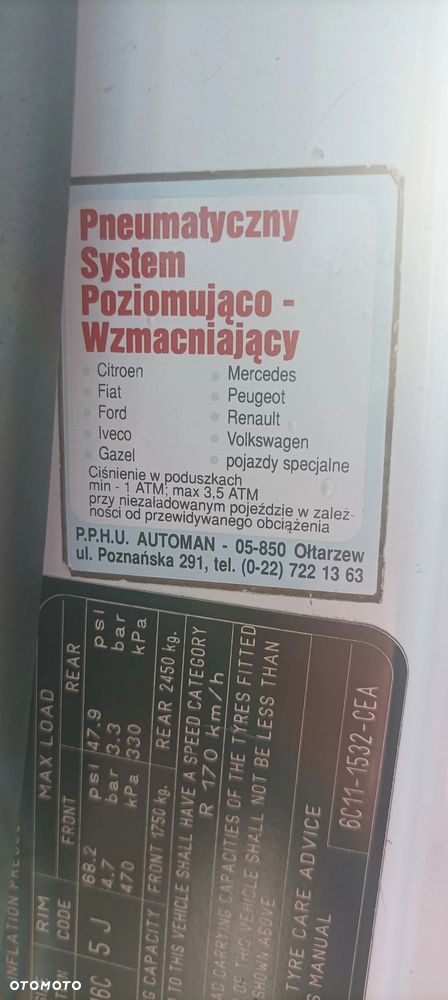 Pneumatyczny
System
Poziomująco -
Wzmacniający
Citroen
Fiat
Ford
Iveco
Gazel
Mercedes
Peugeot
Renault
Volkswagen
pojazdy specjalne
Ciśnienie w poduszkach
min - 1 ATM; max 3,5 ATM
przy niezaładowanym pojeździe w zależ-
ności od przewidywanego obciążenia
P.P.H.U. AUTOMAN - 05-850 Ołtarzew
ul. Poznańska 291, tel. (0-22) 722 13 63
RIM
CODE
MAX LOAD
FRONT
REAR
5 J
68.2 psi
4.7 bar
470 kPa
47.9 psi
3.3 bar
330 kPa
CAPACITY FRONT 1750 kg. REAR 2450 kg.
TO THIS VEHICLE SHALL HAVE A SPEED CATEGORY
R 170 km/h
CARRYING CAPACITIES OF THE TYRES FITTED
OF THIS VEHICLE SHALL NOT BE LESS THAN
SHOWN ABOVE
TYRE CARE ADVICE
MANUAL
6C11-1532-CEA
OTOMOTO